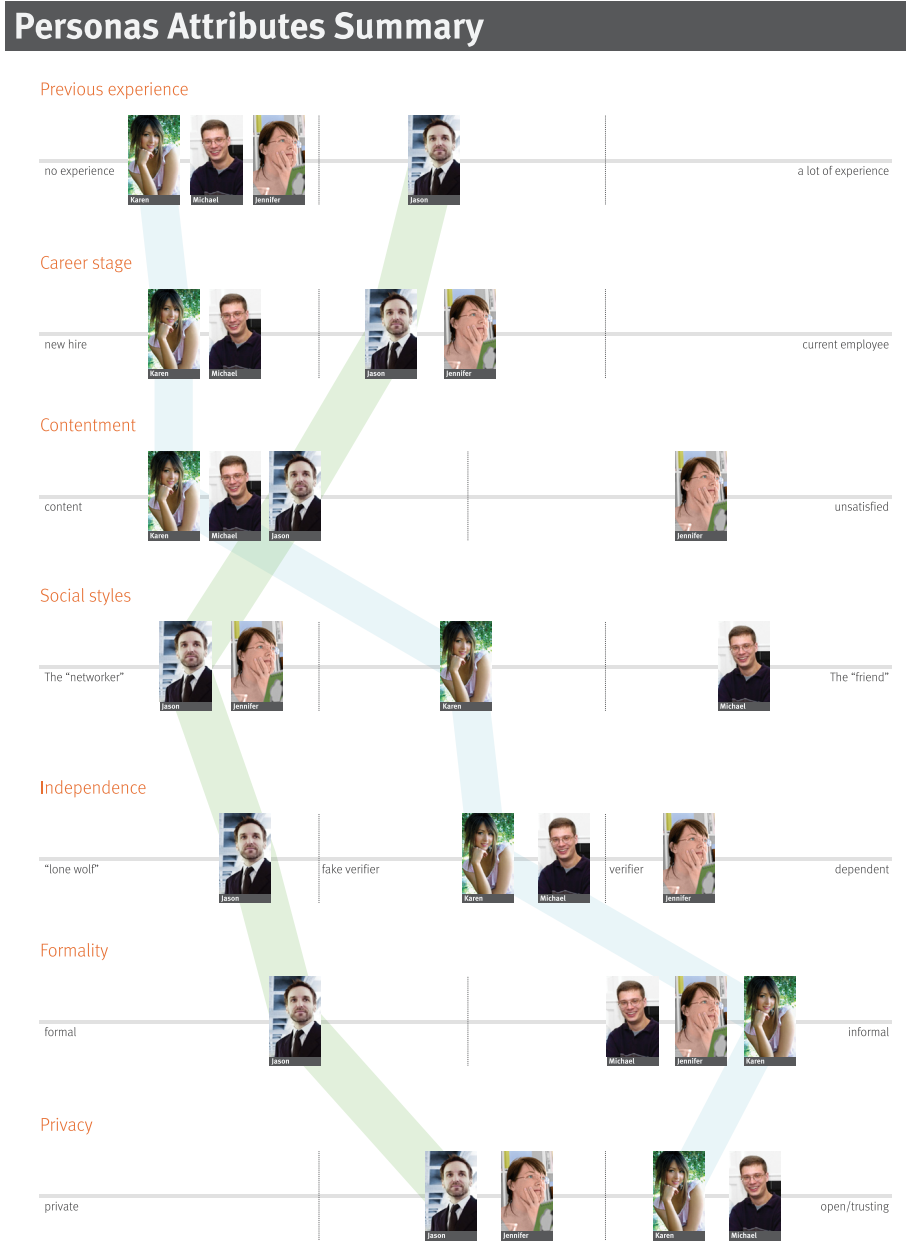 Personas Attributes Summary
Previous experience
no experience
a lot of experience
Karen
Michael
Jennifer
Jason
Career stage
new hire
current employee
Karen
Michael
Jason
Jennifer
Contentment
content
unsatisfied
Karen
Michael
Jason
Jennifer
Social styles
The “networker”
The “friend”
Jason
Jennifer
Karen
Michael
Independence
“lone wolf”
fake verifier
verifier
dependent
Jason
Karen
Michael
Jennifer
Formality
formal
informal
Jason
Michael
Jennifer
Karen
Privacy
private
open/trusting
Jason
Jennifer
Karen
Michael